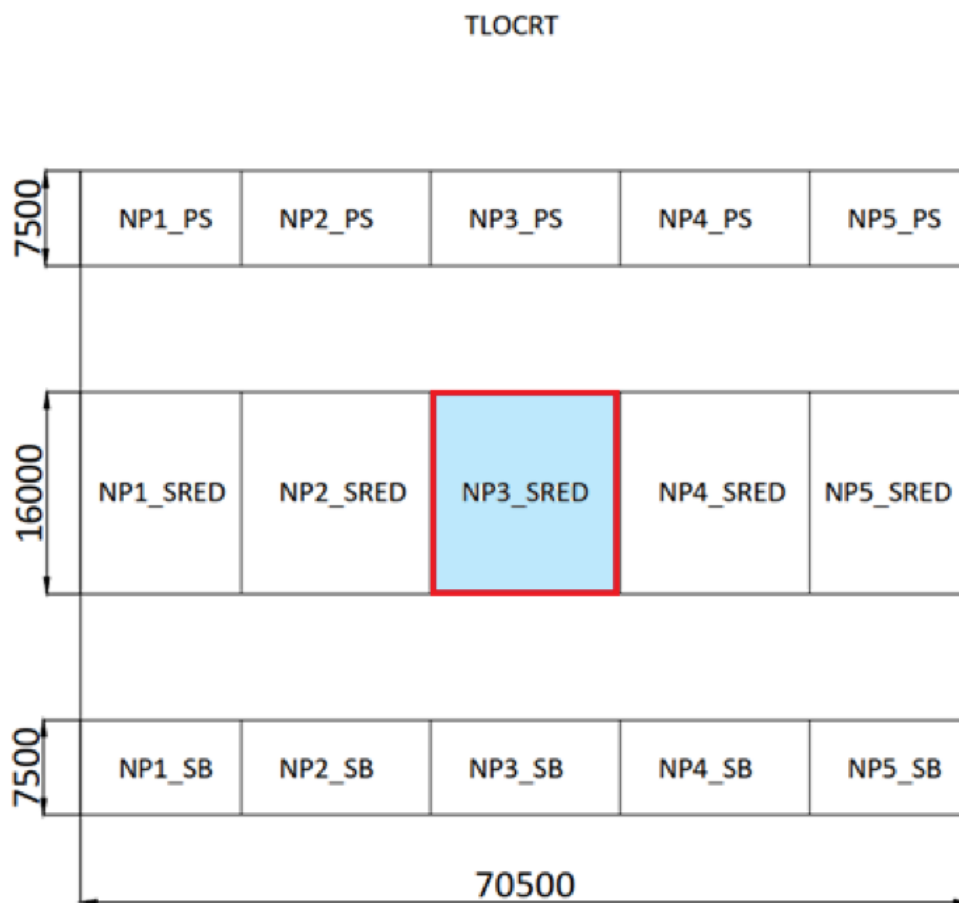 TLOCRT
7500
NP1_PS NP2_PS NP3_PS NP4_PS NP5_PS
16000
NP1_SRED NP2_SRED NP3_SRED NP4_SRED NP5_SRED
7500
NP1_SB NP2_SB NP3_SB NP4_SB NP5_SB
70500